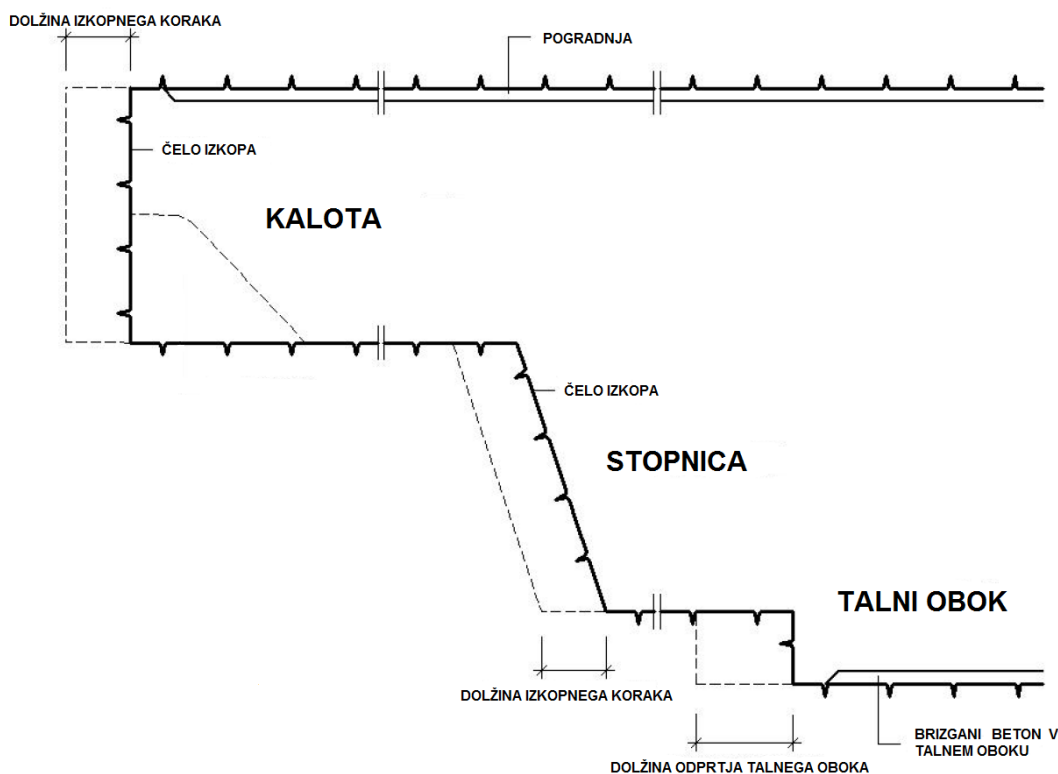 DOLŽINA IZKOPNEGA KORAKA
POGRADNJA
ČELO IZKOPA
KALOTA
ČELO IZKOPA
STOPNICA
TALNI OBOK
DOLŽINA IZKOPNEGA KORAKA
BRIZGANI BETON V
TALNEM OBOKU
DOLŽINA ODPRTJA TALNEGA OBOKA